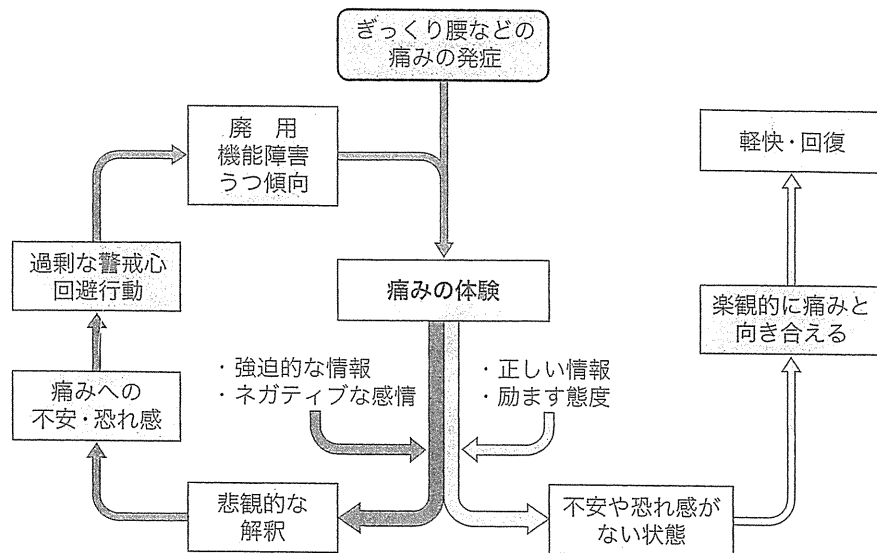 ぎっくり腰などの
痛みの発症
廃　用
機能障害
うつ傾向
軽快・回復
過剰な警戒心
回避行動
痛みの体験
楽観的に痛みと
向き合える
・強迫的な情報
・ネガティブな感情
・正しい情報
・励ます態度
痛みへの
不安・恐れ感
悲観的な
解釈
不安や恐れ感が
ない状態